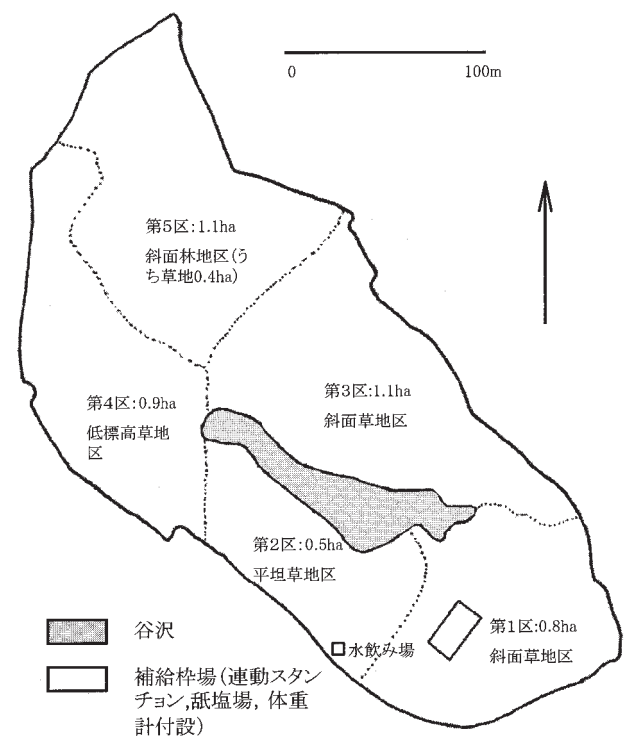 0
100m
第5区:1.1ha
斜面林地区(う
ち草地0.4ha)
第3区:1.1ha
斜面草地区
第4区:0.9ha
低標高草地
区
第2区:0.5ha
平坦草地区
第1区:0.8ha
斜面草地区
水飲み場
谷沢
補給枠場(連動スタン
チョン,舐塩場, 体重
計付設)